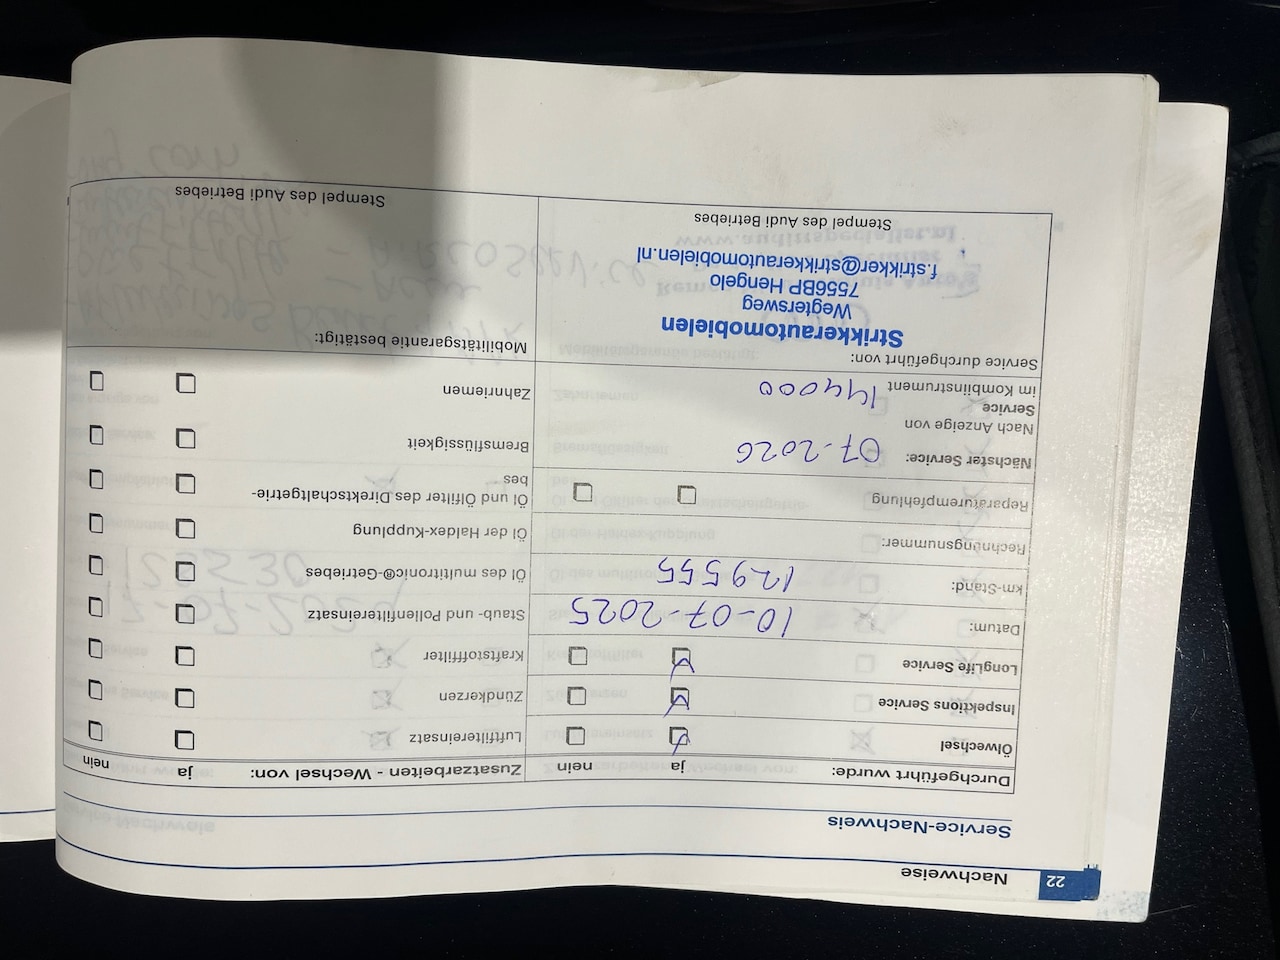 22 Nachweise
Service-Nachweis
Durchgeführt wurde: ja nein
Ölwechsel
Inspektions Service
LongLife Service
Datum: 10-07-2025
km-Stand: 129555
Rechnungsnummer:
Reparaturempfehlung
Nächster Service: 07-2026
Nach Anzeige von
Service
im Kombiinstrument 144000
Service durchgeführt von:
Strikkerautomobielen
Wegtersweg
7556BP Hengelo
f.strikker@strikkerautomobielen.nl
Stempel des Audi Betriebes
Zusatzarbeiten - Wechsel von: ja nein
Luftfiltereinsatz
Zündkerzen
Kraftstofffilter
Staub- und Pollenfiltereinsatz
Öl des multitronic®-Getriebes
Öl der Haldex-Kupplung
Öl und Ölfilter des Direktschaltgetrie-
bes
Bremsflüssigkeit
Zahnriemen
Mobilitätsgarantie bestätigt:
Stempel des Audi Betriebes